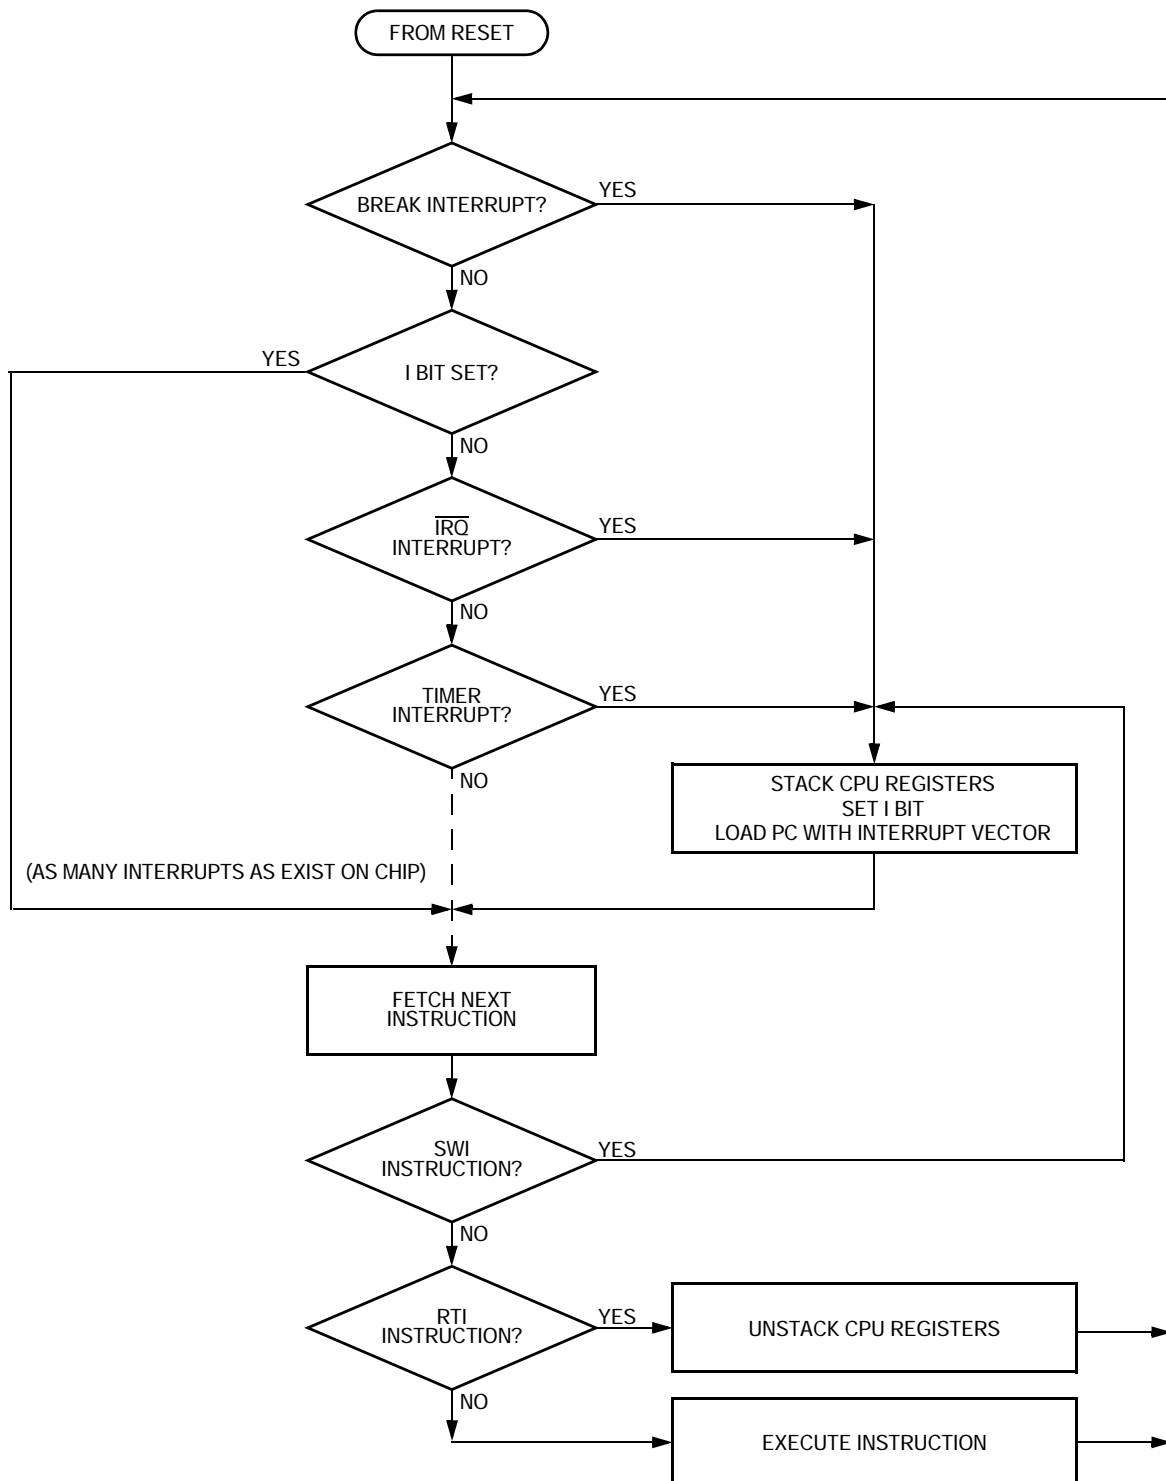 FROM RESET
BREAK INTERRUPT?
YES
NO
YES
I BIT SET?
NO
IRQ
INTERRUPT?
YES
NO
TIMER
INTERRUPT?
YES
NO
STACK CPU REGISTERS
SET I BIT
LOAD PC WITH INTERRUPT VECTOR
(AS MANY INTERRUPTS AS EXIST ON CHIP)
FETCH NEXT
INSTRUCTION
SWI
INSTRUCTION?
YES
NO
RTI
INSTRUCTION?
YES
UNSTACK CPU REGISTERS
NO
EXECUTE INSTRUCTION